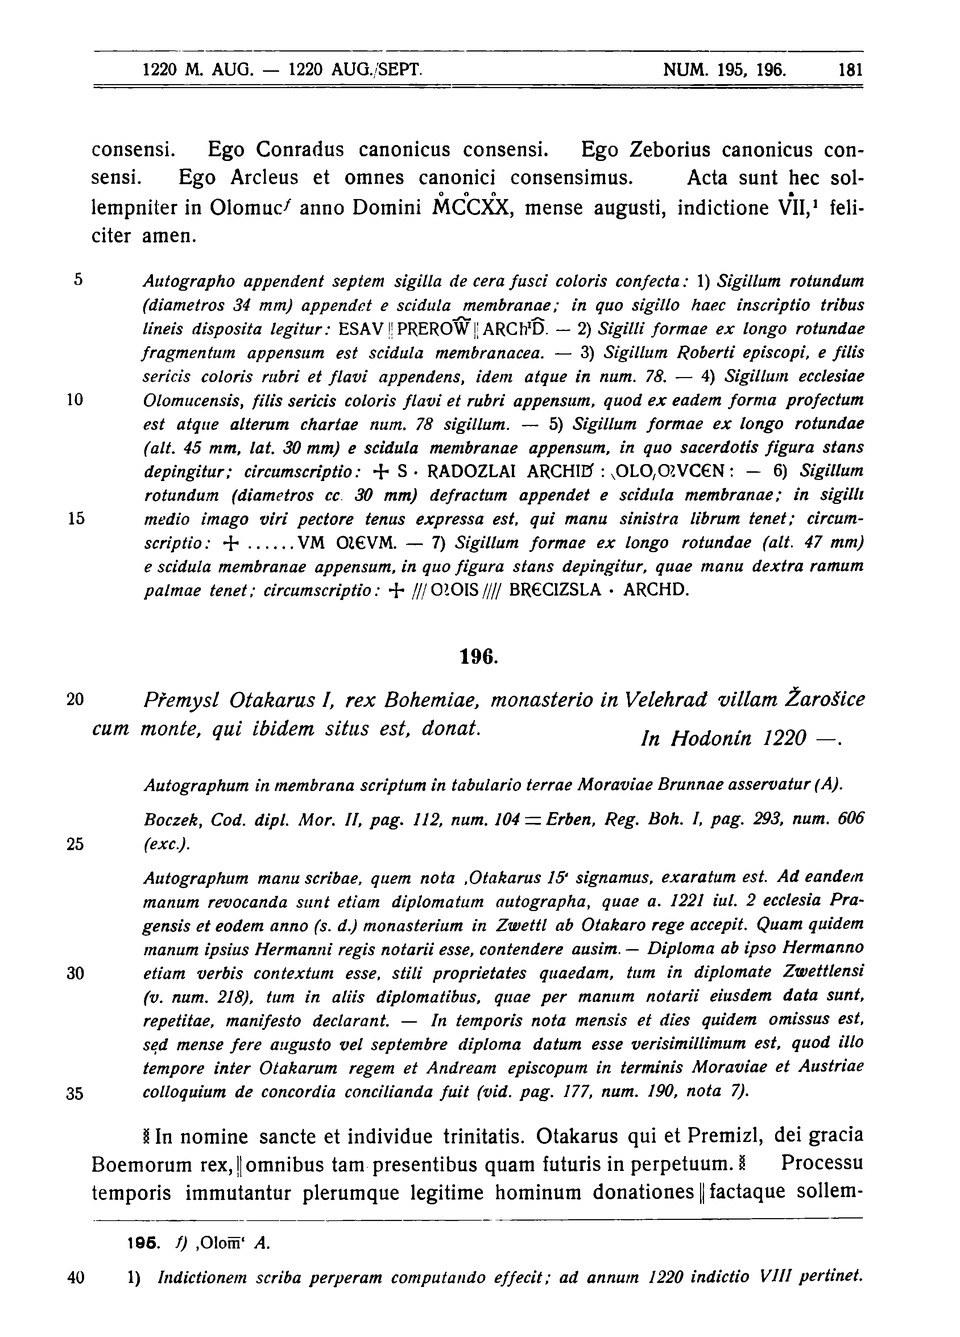 1220 M. AUG. — 1220 AUG./SEPT. NUM. 195, 196. 181
consensi. Ego Conradus canonicus consensi. Ego Zeborius canonicus con-
sensi. Ego Arcleus et omnes canonici consensimus. Acta sunt hec sol-
lempniter in Olomucᶠ anno Domini M̊C̊C̊XX, mense augusti, indictione VII,¹ feli-
citer amen.
5 Autographo appendent septem sigilla de cera fusci coloris confecta: 1) Sigillum rotundum
(diametros 34 mm) appendet e scidula membranae; in quo sigillo haec inscriptio tribus
lineis disposita legitur: ESAV || PREROW || ARChᶦD. — 2) Sigilli formae ex longo rotundae
fragmentum appensum est scidula membranacea. — 3) Sigillum Roberti episcopi, e filis
sericis coloris rubri et flavi appendens, idem atque in num. 78. — 4) Sigillum ecclesiae
10 Olomucensis, filis sericis coloris flavi et rubri appensum, quod ex eadem forma profectum
est atque alterum chartae num. 78 sigillum. — 5) Sigillum formae ex longo rotundae
(alt. 45 mm, lat. 30 mm) e scidula membranae appensum, in quo sacerdotis figura stans
depingitur; circumscriptio: + S · RADOZLAI ARCHID : OLOMVCЄN : — 6) Sigillum
rotundum (diametros cc. 30 mm) defractum appendet e scidula membranae; in sigilli
15 medio imago viri pectore tenus expressa est, qui manu sinistra librum tenet; circum-
scriptio: + ......VM MЄVM. — 7) Sigillum formae ex longo rotundae (alt. 47 mm)
e scidula membranae appensum, in quo figura stans depingitur, quae manu dextra ramum
palmae tenet; circumscriptio: + /// MOIS //// BRЄCIZSLA · ARCHD.
196.
20 Přemysl Otakarus I, rex Bohemiae, monasterio in Velehrad villam Žarošice
cum monte, qui ibidem situs est, donat.
In Hodonín 1220 —.
Autographum in membrana scriptum in tabulario terrae Moraviae Brunnae asservatur (A).
Boczek, Cod. dipl. Mor. II, pag. 112, num. 104 = Erben, Reg. Boh. I, pag. 293, num. 606
25 (exc.).
Autographum manu scribae, quem nota ‚Otakarus 15‘ signamus, exaratum est. Ad eandem
manum revocanda sunt etiam diplomatum autographa, quae a. 1221 iul. 2 ecclesia Pra-
gensis et eodem anno (s. d.) monasterium in Zwettl ab Otakaro rege accepit. Quam quidem
manum ipsius Hermanni regis notarii esse, contendere ausim. — Diploma ab ipso Hermanno
30 etiam verbis contextum esse, stili proprietates quaedam, tum in diplomate Zwettlensi
(v. num. 218), tum in aliis diplomatibus, quae per manum notarii eiusdem data sunt,
repetitae, manifesto declarant. — In temporis nota mensis et dies quidem omissus est,
sed mense fere augusto vel septembre diploma datum esse verisimillimum est, quod illo
tempore inter Otakarum regem et Andream episcopum in terminis Moraviae et Austriae
35 colloquium de concordia concilianda fuit (vid. pag. 177, num. 190, nota 7).
In nomine sancte et individue trinitatis. Otakarus qui et Premizl, dei gracia
Boemorum rex, || omnibus tam presentibus quam futuris in perpetuum. Processu
temporis immutantur plerumque legitime hominum donationes || factaque sollem-
195. f) ‚Olom̅‘ A.
40 1) Indictionem scriba perperam computando effecit; ad annum 1220 indictio VIII pertinet.